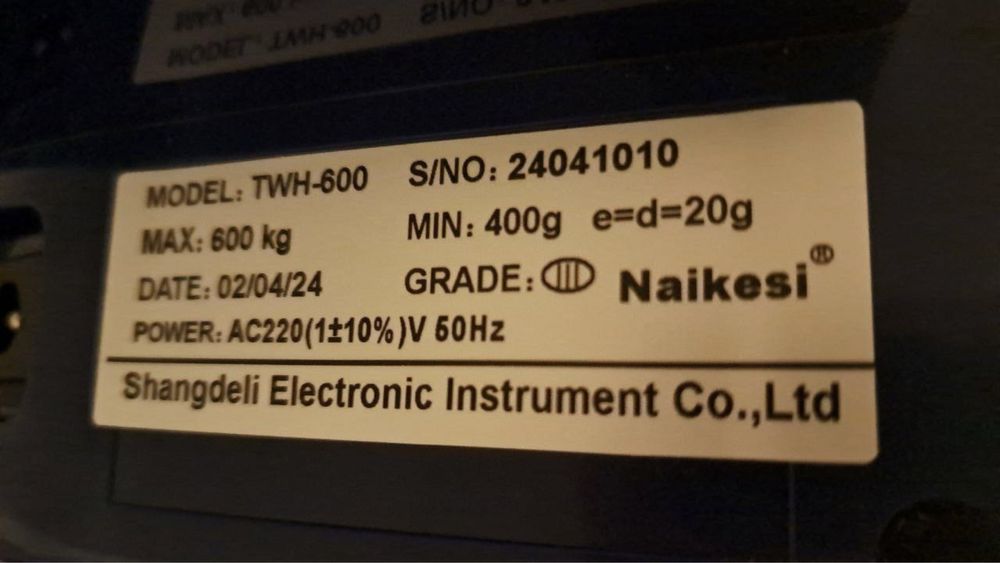 MODEL: TWH-600 S/NO: 24041010
MAX: 600 kg MIN: 400g e=d=20g
DATE: 02/04/24 GRADE: III Naikesi®
POWER: AC220(1±10%)V 50Hz
Shangdeli Electronic Instrument Co.,Ltd